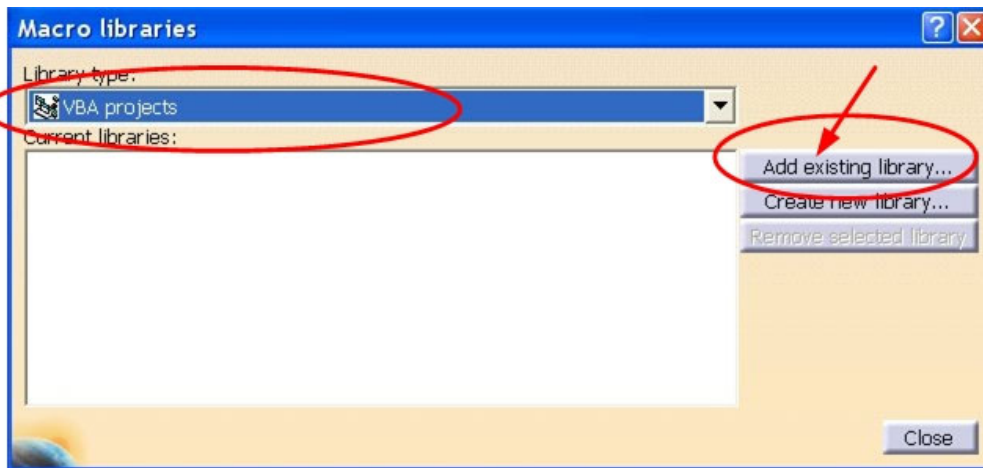 Macro libraries
Library type:
VBA projects
Current libraries:
Add existing library...
Create new library...
Remove selected library
Close